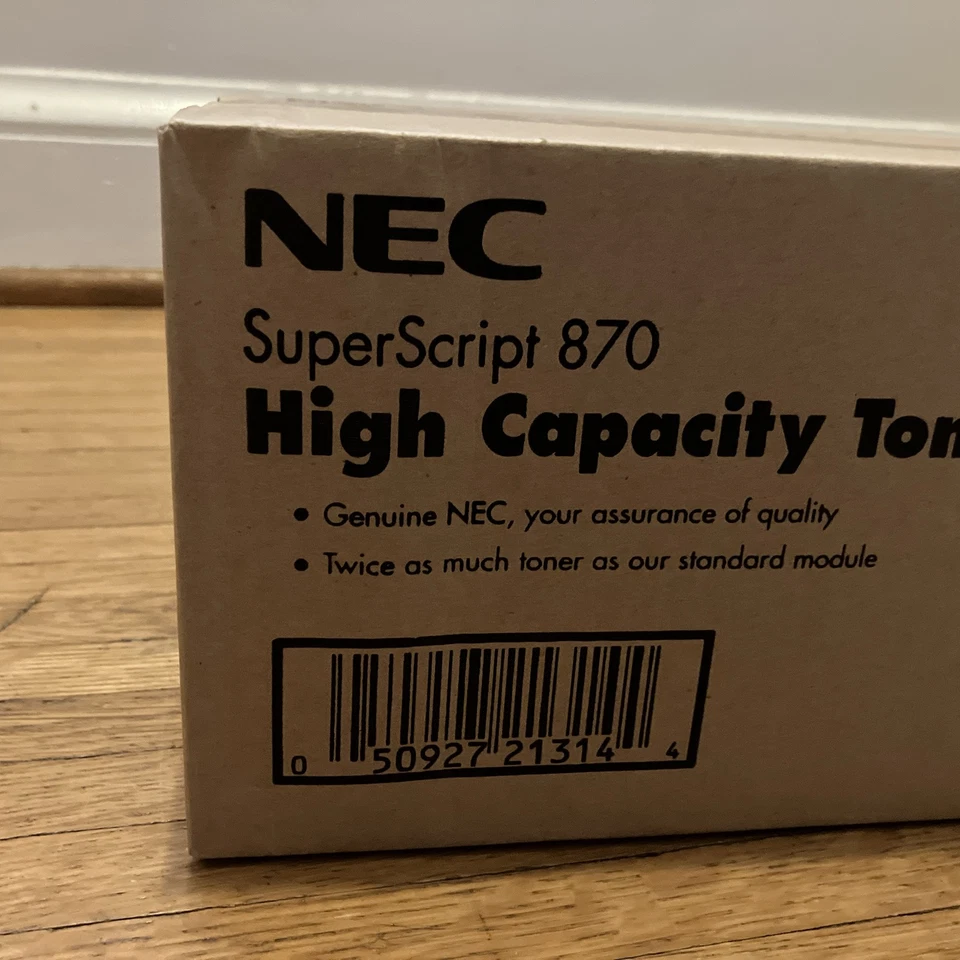 NEC
SuperScript 870
High Capacity Ton
• Genuine NEC, your assurance of quality
• Twice as much toner as our standard module
0 50927 21314 4